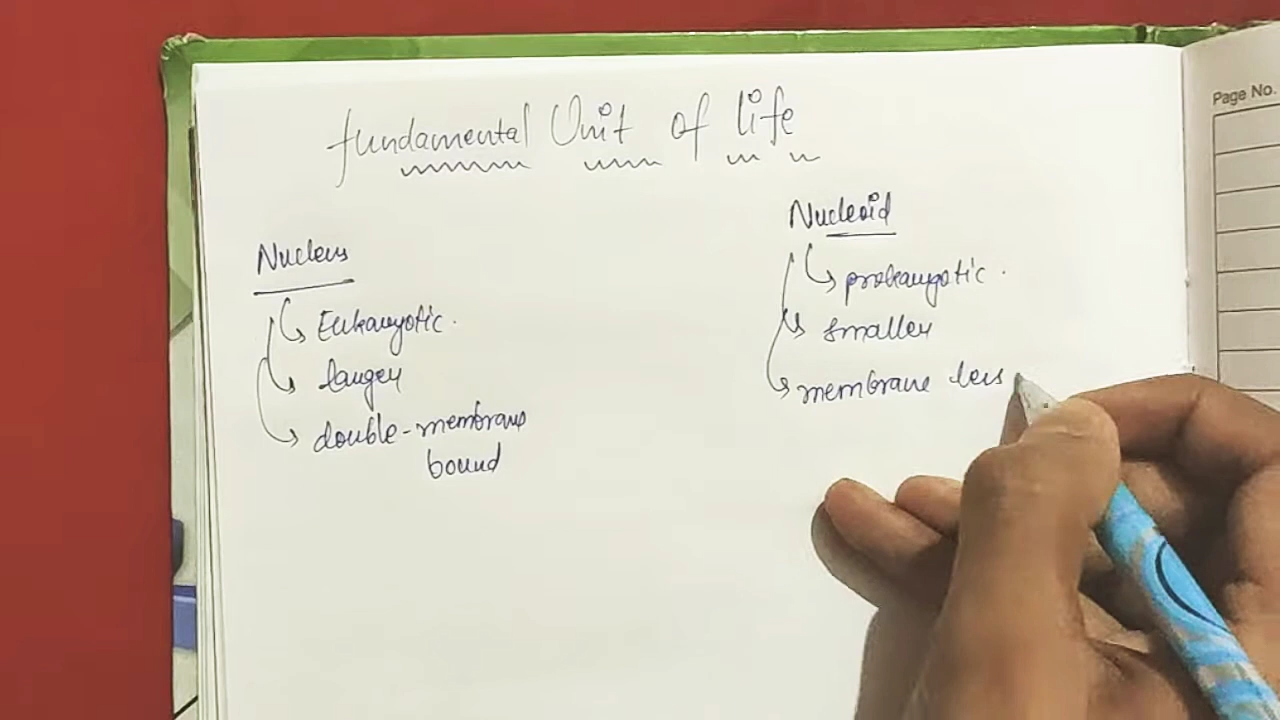 fundamental Unit of life
Nucleus
Eukaryotic.
larger
double-membrane
bound
Nucleoid
prokaryotic.
smaller
membrane less
Page No.